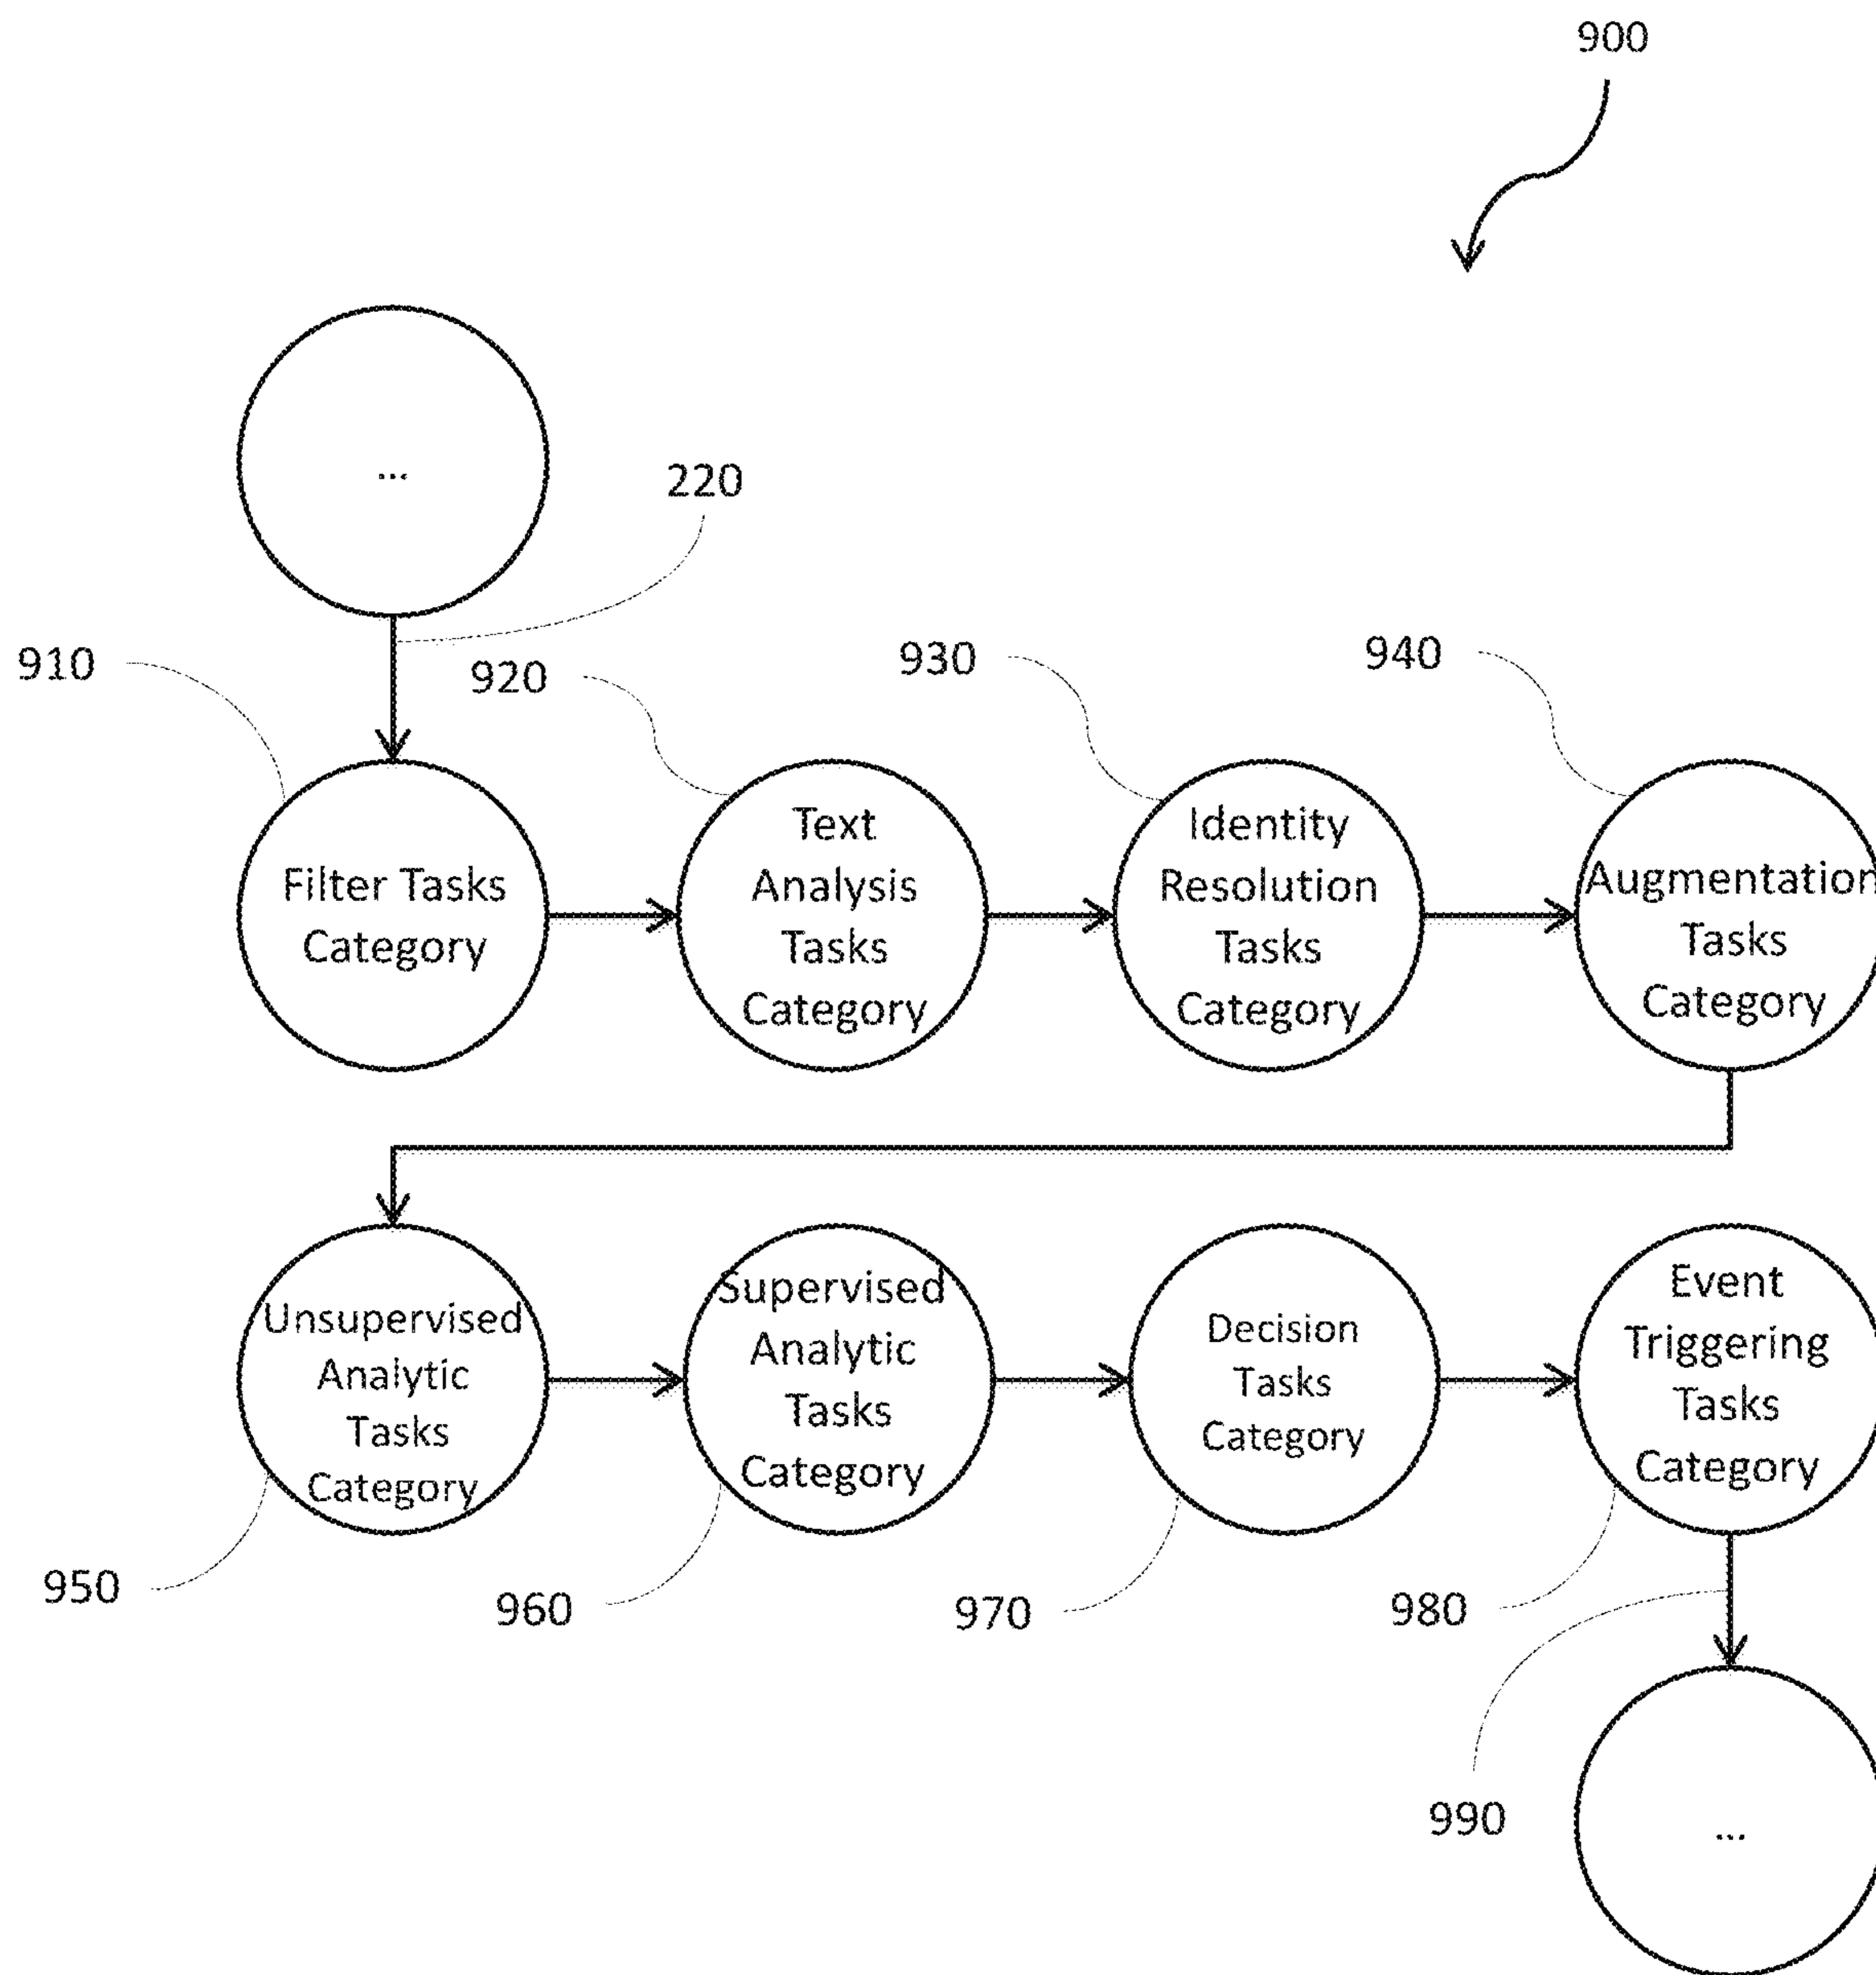 900
...
220
910
920
930
940
Filter Tasks
Category
Text
Analysis
Tasks
Category
Identity
Resolution
Tasks
Category
Augmentation
Tasks
Category
Unsupervised
Analytic
Tasks
Category
Supervised
Analytic
Tasks
Category
Decision
Tasks
Category
Event
Triggering
Tasks
Category
950
960
970
980
990
...